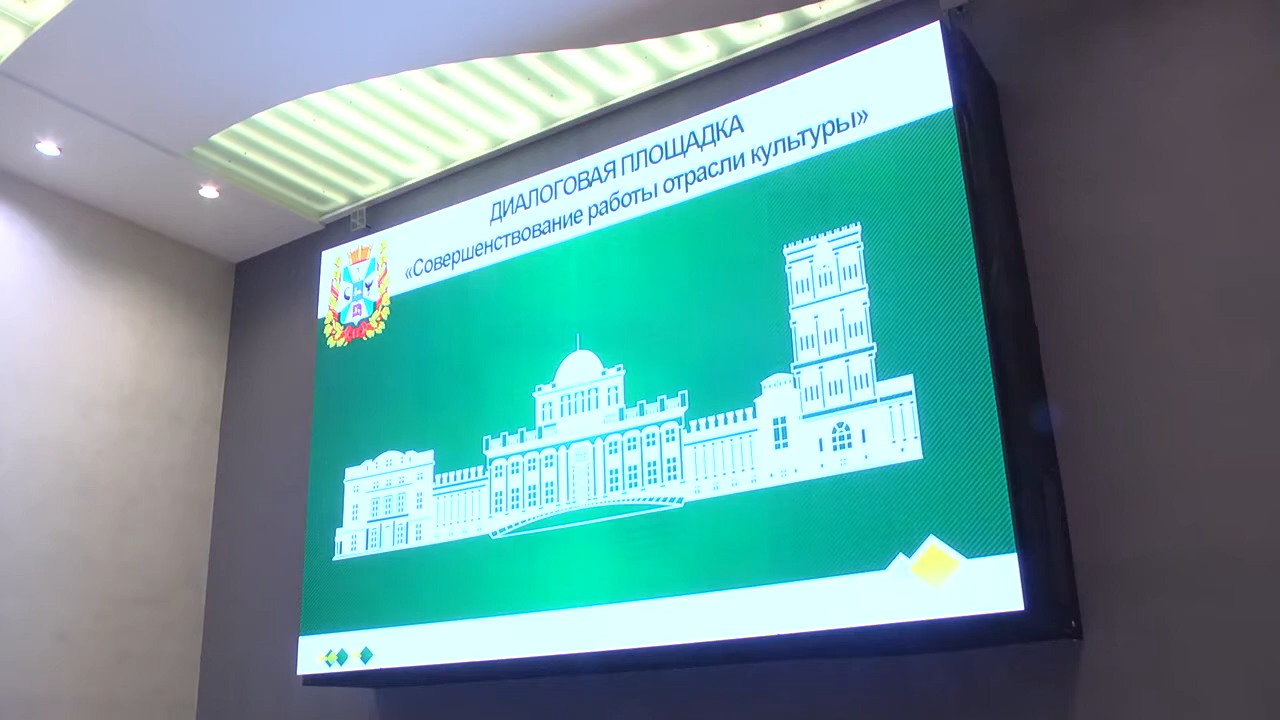 ДИАЛОГОВАЯ ПЛОЩАДКА
«Совершенствование работы отрасли культуры»